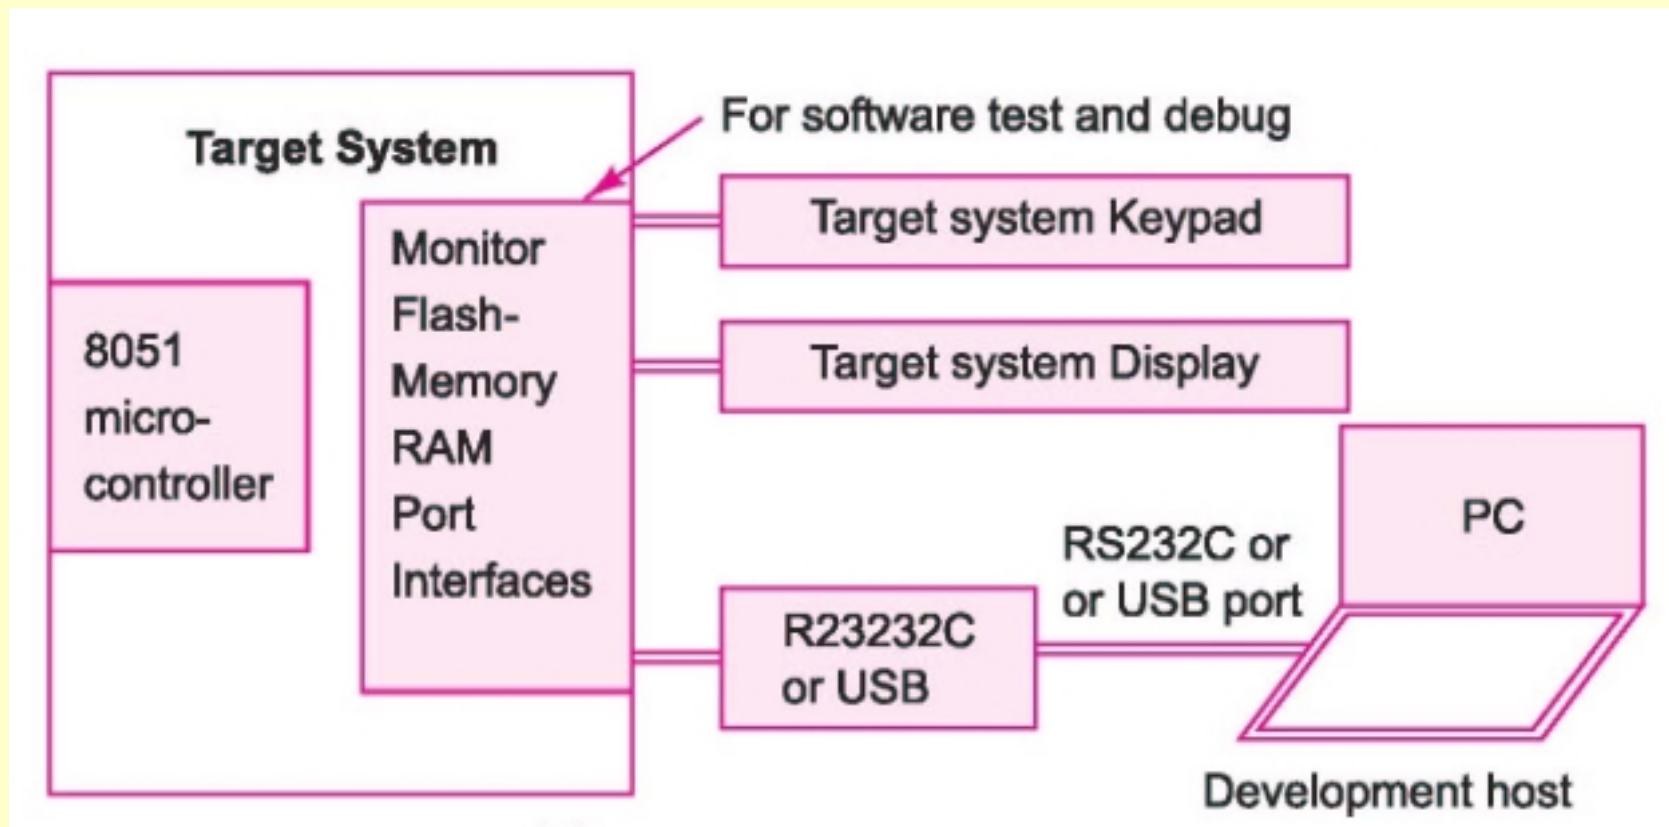 Target System
For software test and debug
8051
micro-
controller
Monitor
Flash-
Memory
RAM
Port
Interfaces
Target system Keypad
Target system Display
R23232C
or USB
RS232C or
or USB port
PC
Development host